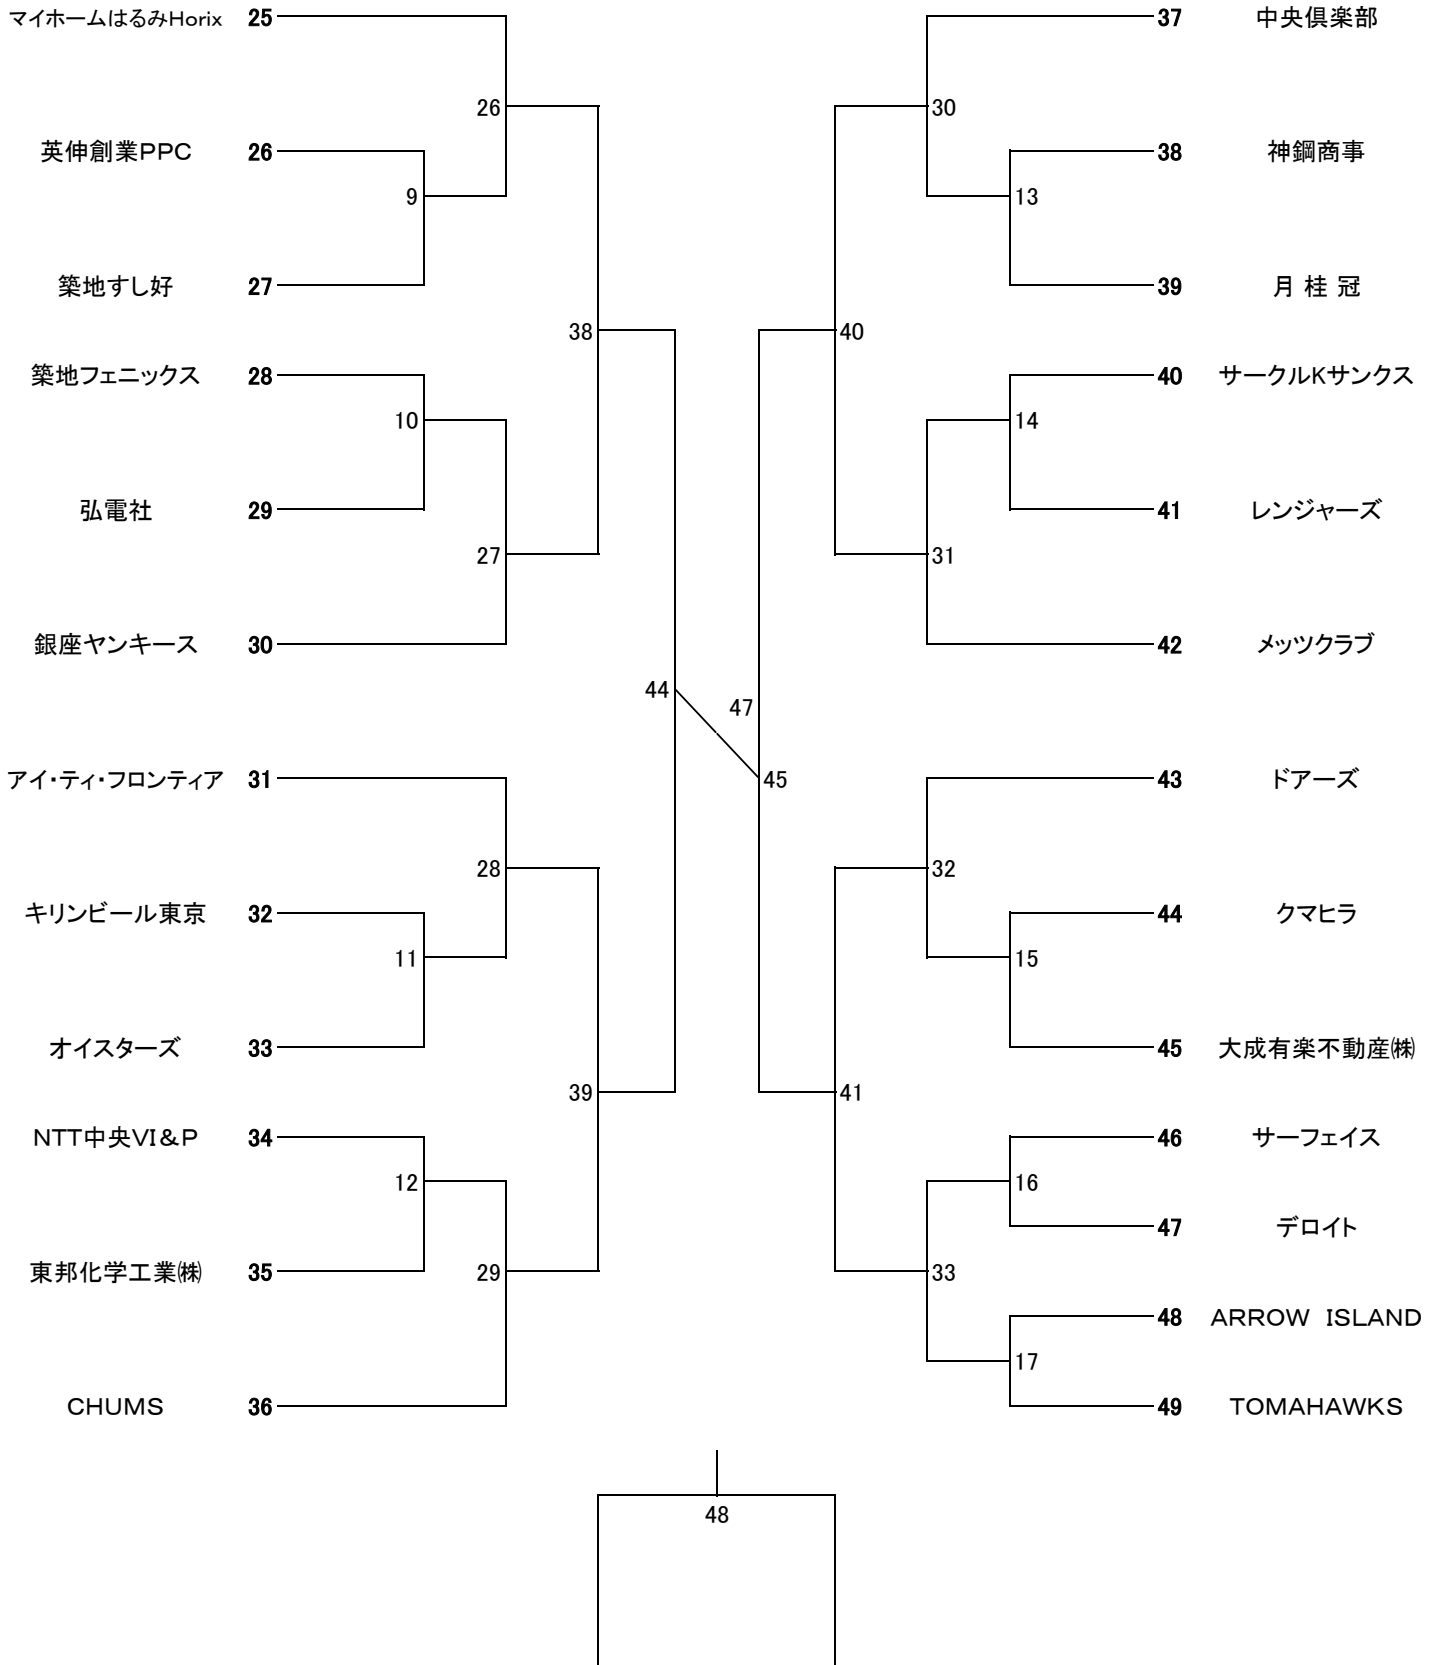 マイホームはるみHorix 25
26
英伸創業PPC 26
9
築地すし好 27
38
築地フェニックス 28
10
弘電社 29
27
銀座ヤンキース 30
44
アイ・ティ・フロンティア 31
28
キリンビール東京 32
11
オイスターズ 33
39
NTT中央VI&P 34
12
東邦化学工業㈱ 35
29
CHUMS 36
47
45
37 中央倶楽部
30
38 神鋼商事
13
39 月桂冠
40
40 サークルKサンクス
14
41 レンジャーズ
31
42 メッツクラブ
43 ドアーズ
32
44 クマヒラ
15
45 大成有楽不動産㈱
41
46 サーフェイス
16
47 デロイト
33
48 ARROW ISLAND
17
49 TOMAHAWKS
48